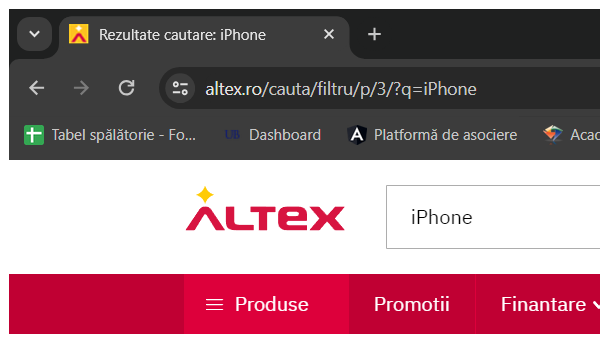 Rezultate cautare: iPhone
altex.ro/cauta/filtru/p/3/?q=iPhone
Tabel spălătorie - Fo... UB Dashboard Platformă de asociere Acad
ALTEX iPhone
Produse Promotii Finantare